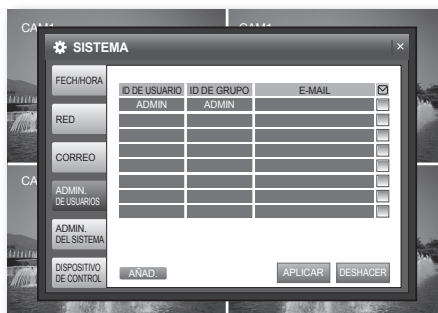 CAM1
CAM1
SISTEMA
×
FECH/HORA
RED
CORREO
ADMIN.
DE USUARIOS
ADMIN.
DEL SISTEMA
DISPOSITIVO
DE CONTROL
ID DE USUARIO ID DE GRUPO E-MAIL
ADMIN ADMIN
AÑAD.
APLICAR DESHACER
CA